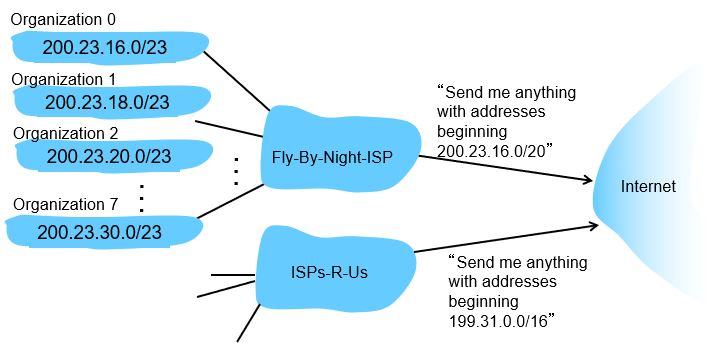 Organization 0
200.23.16.0/23
Organization 1
200.23.18.0/23
Organization 2
200.23.20.0/23
Organization 7
200.23.30.0/23
Fly-By-Night-ISP
“Send me anything
with addresses
beginning
200.23.16.0/20”
Internet
ISPs-R-Us
“Send me anything
with addresses
beginning
199.31.0.0/16”